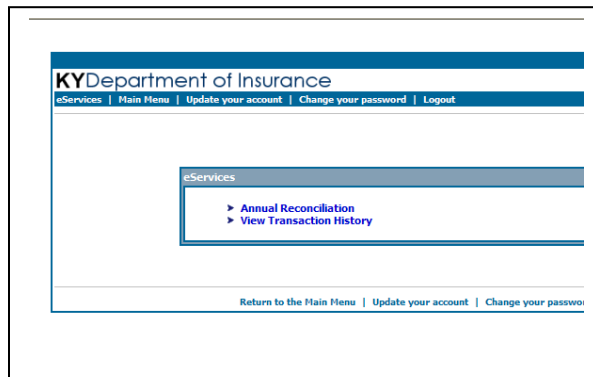 KYDepartment of Insurance
eServices | Main Menu | Update your account | Change your password | Logout
eServices
➤ Annual Reconciliation
➤ View Transaction History
Return to the Main Menu | Update your account | Change your passwo